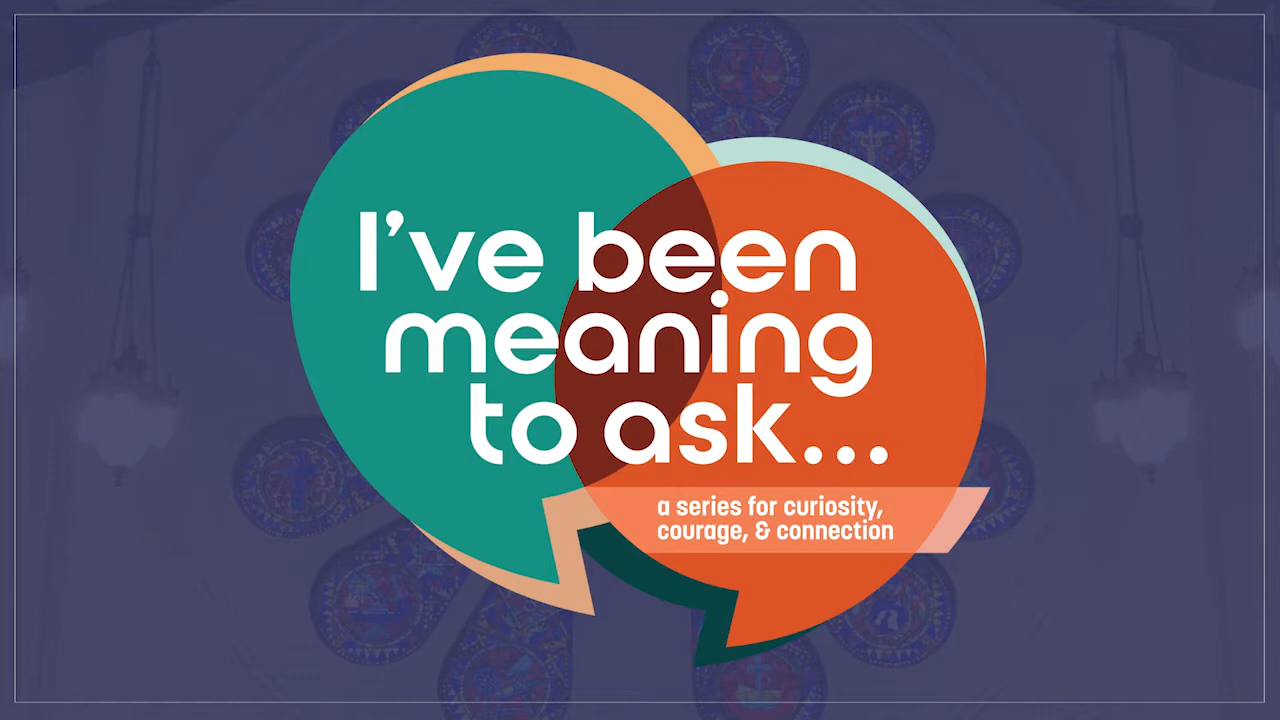 I've been
meaning
to ask...
a series for curiosity,
courage, & connection